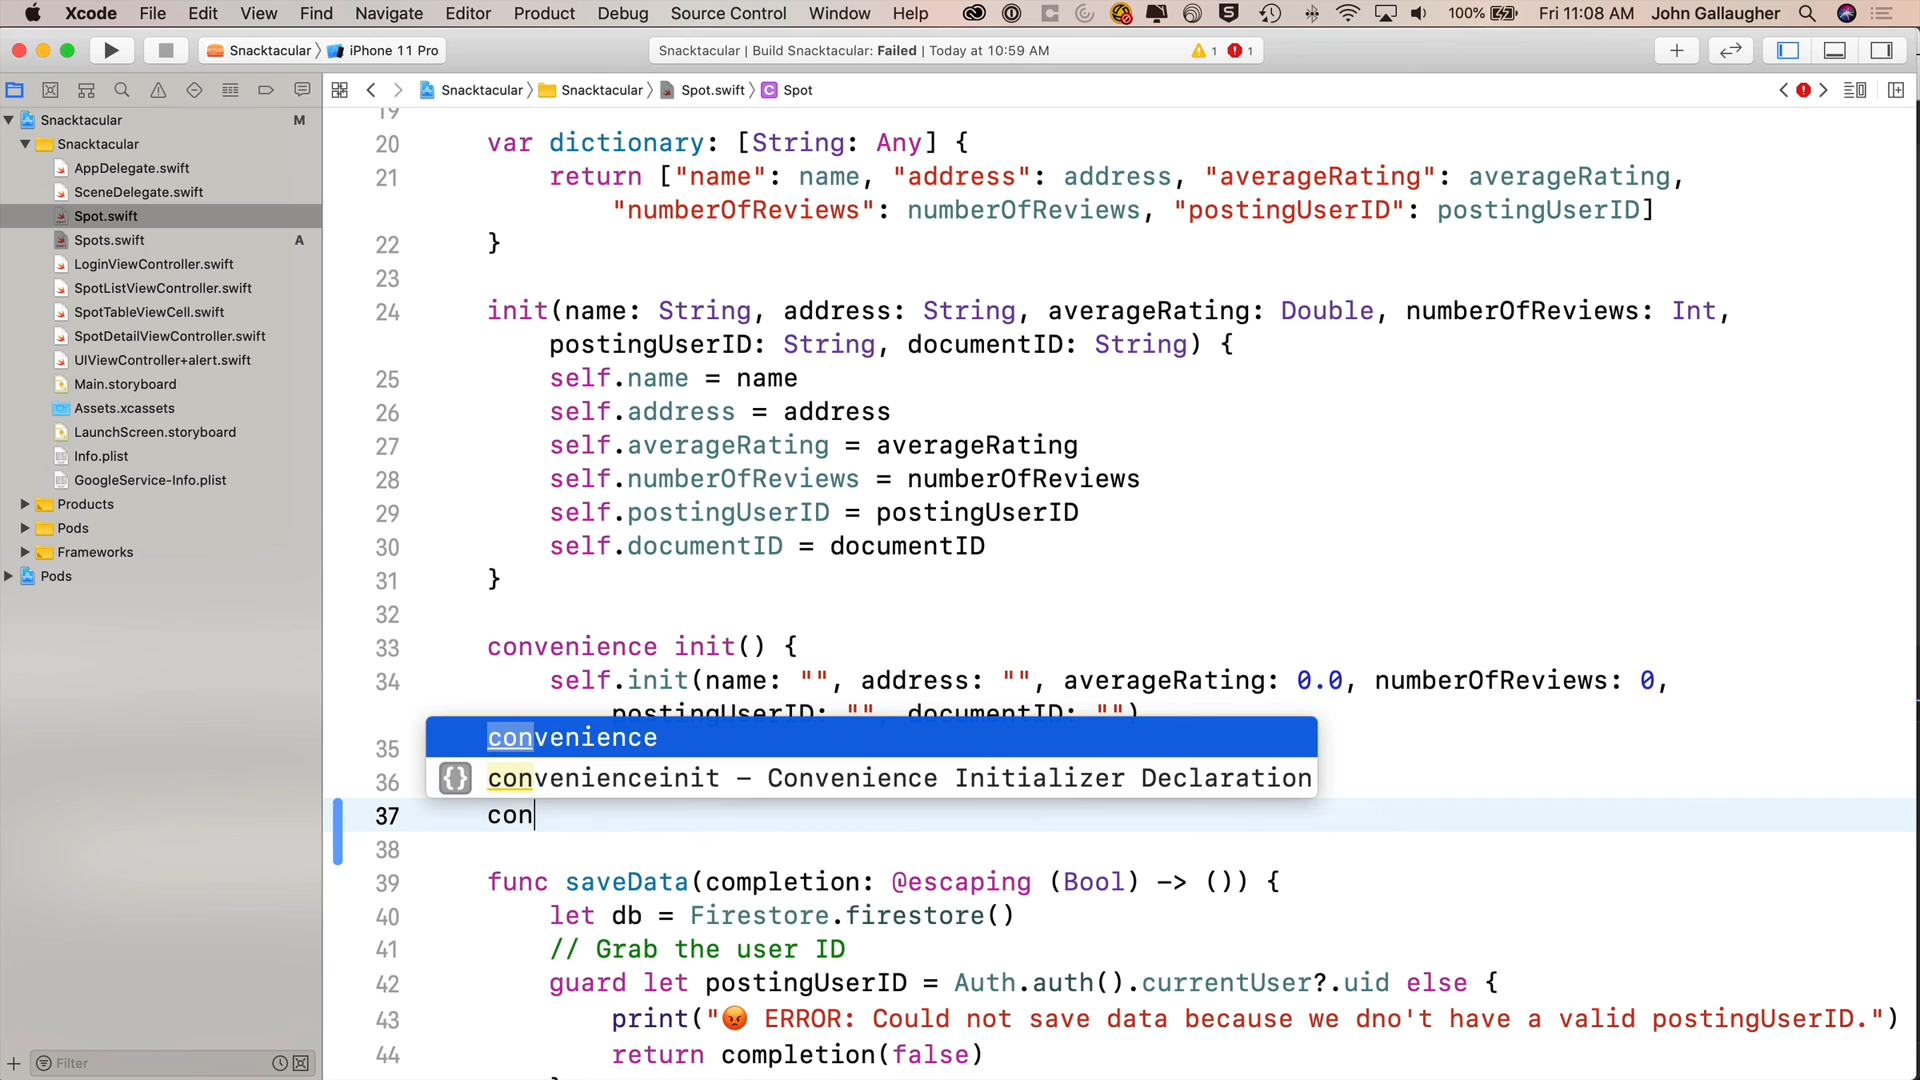 Xcode File Edit View Find Navigate Editor Product Debug Source Control Window Help 100% Fri 11:08 AM John Gallaugher
Snacktacular iPhone 11 Pro Snacktacular | Build Snacktacular: Failed | Today at 10:59 AM 1 1
Snacktacular Snacktacular Spot.swift C Spot
Snacktacular M
Snacktacular
AppDelegate.swift
SceneDelegate.swift
Spot.swift
Spots.swift A
LoginViewController.swift
SpotListViewController.swift
SpotTableViewCell.swift
SpotDetailViewController.swift
UIViewController+alert.swift
Main.storyboard
Assets.xcassets
LaunchScreen.storyboard
Info.plist
GoogleService-Info.plist
Products
Pods
Frameworks
Pods
Filter
19
20 var dictionary: [String: Any] {
21 return ["name": name, "address": address, "averageRating": averageRating,
"numberOfReviews": numberOfReviews, "postingUserID": postingUserID]
22 }
23
24 init(name: String, address: String, averageRating: Double, numberOfReviews: Int,
postingUserID: String, documentID: String) {
25 self.name = name
26 self.address = address
27 self.averageRating = averageRating
28 self.numberOfReviews = numberOfReviews
29 self.postingUserID = postingUserID
30 self.documentID = documentID
31 }
32
33 convenience init() {
34 self.init(name: "", address: "", averageRating: 0.0, numberOfReviews: 0,
postingUserID: "", documentID: "")
convenience
35
{} convenienceinit – Convenience Initializer Declaration
36
37 con
38
39 func saveData(completion: @escaping (Bool) -> ()) {
40 let db = Firestore.firestore()
41 // Grab the user ID
42 guard let postingUserID = Auth.auth().currentUser?.uid else {
43 print("😡 ERROR: Could not save data because we dno't have a valid postingUserID.")
44 return completion(false)